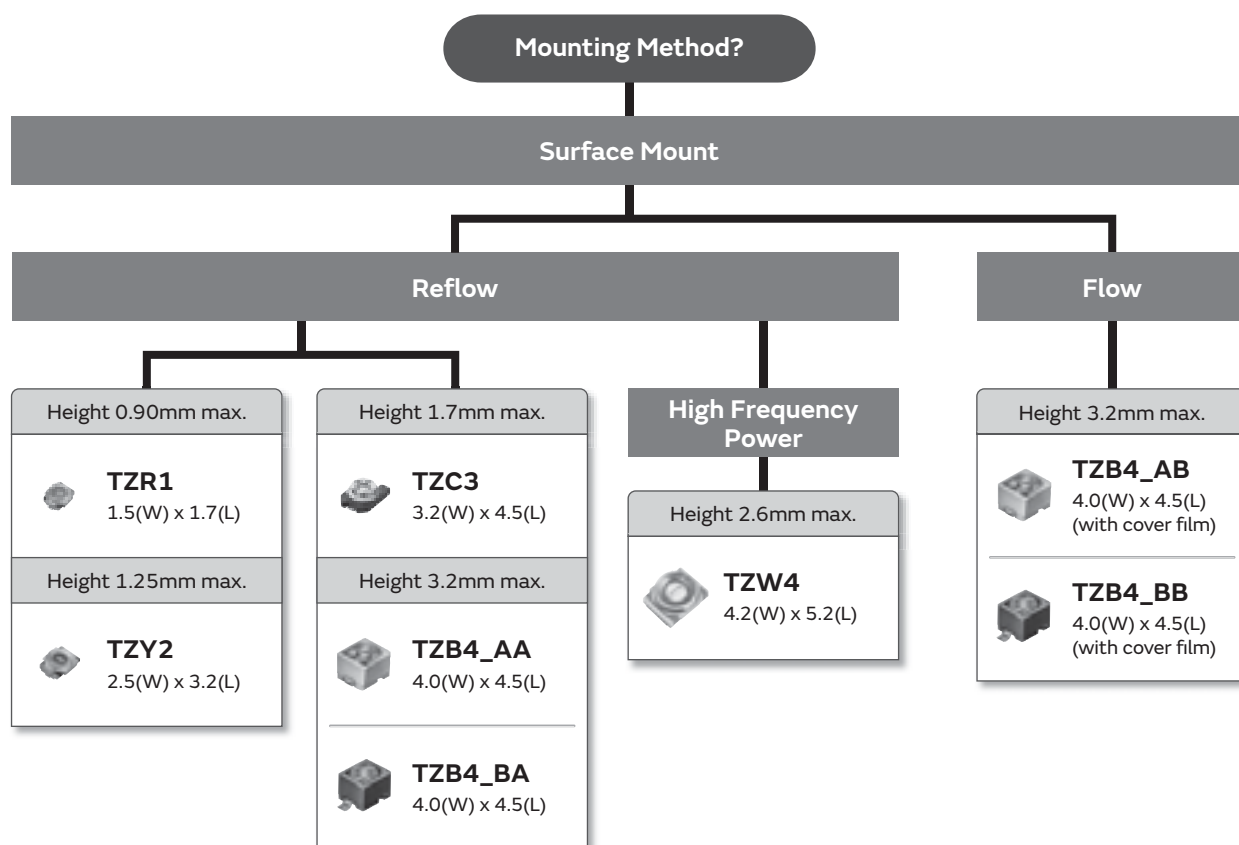 Mounting Method?
Surface Mount
Reflow
Flow
Height 0.90mm max.
TZR1
1.5(W) x 1.7(L)
Height 1.25mm max.
TZY2
2.5(W) x 3.2(L)
Height 1.7mm max.
TZC3
3.2(W) x 4.5(L)
Height 3.2mm max.
TZB4_AA
4.0(W) x 4.5(L)
TZB4_BA
4.0(W) x 4.5(L)
High Frequency
Power
Height 2.6mm max.
TZW4
4.2(W) x 5.2(L)
Height 3.2mm max.
TZB4_AB
4.0(W) x 4.5(L)
(with cover film)
TZB4_BB
4.0(W) x 4.5(L)
(with cover film)